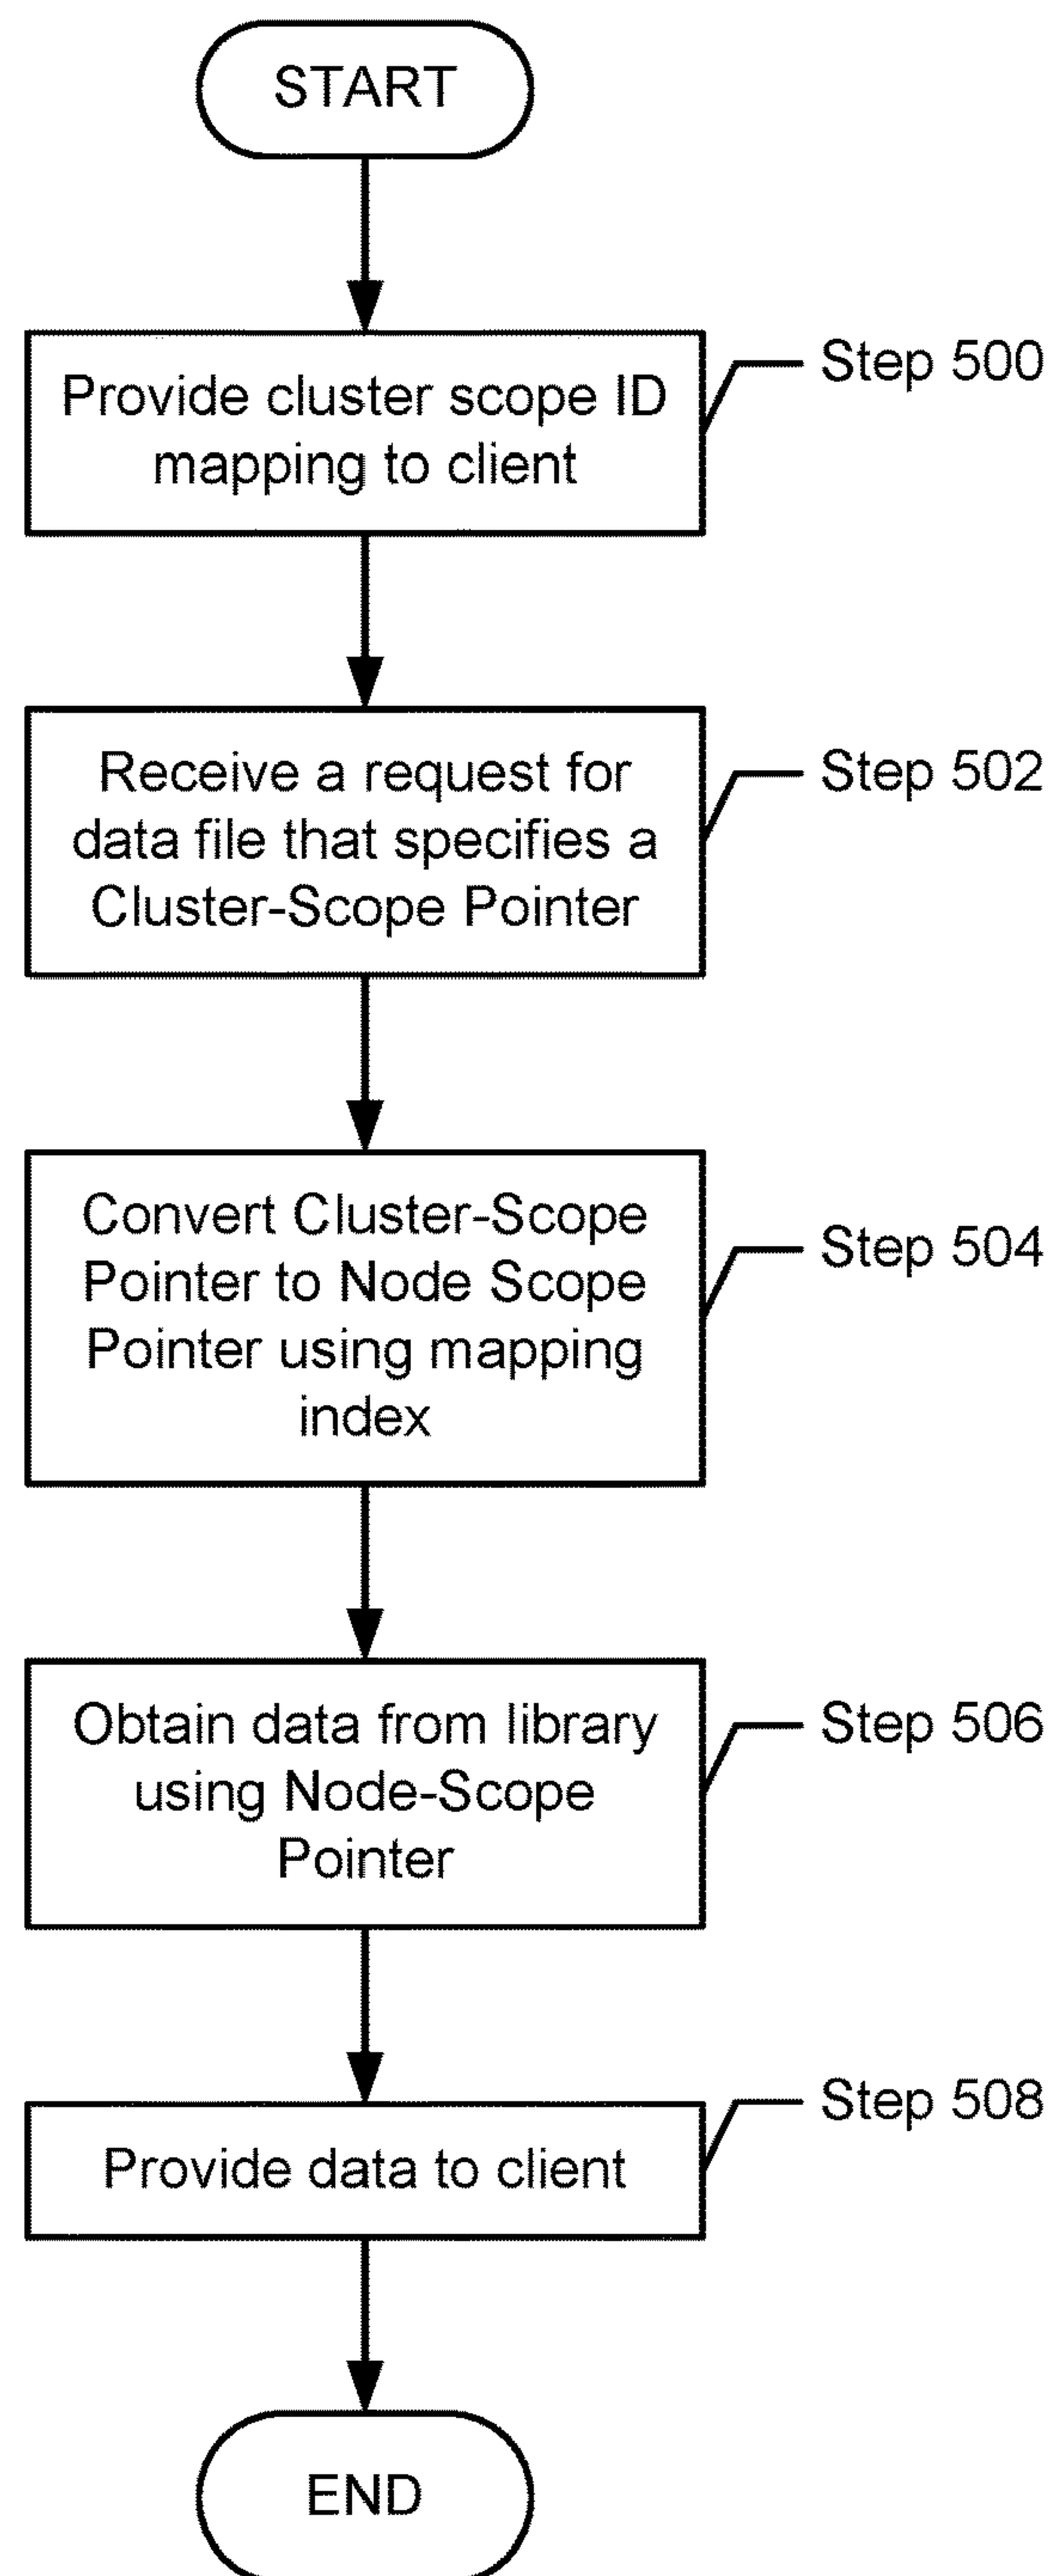 START
Provide cluster scope ID
mapping to client
Step 500
Receive a request for
data file that specifies a
Cluster-Scope Pointer
Step 502
Convert Cluster-Scope
Pointer to Node Scope
Pointer using mapping
index
Step 504
Obtain data from library
using Node-Scope
Pointer
Step 506
Provide data to client
Step 508
END